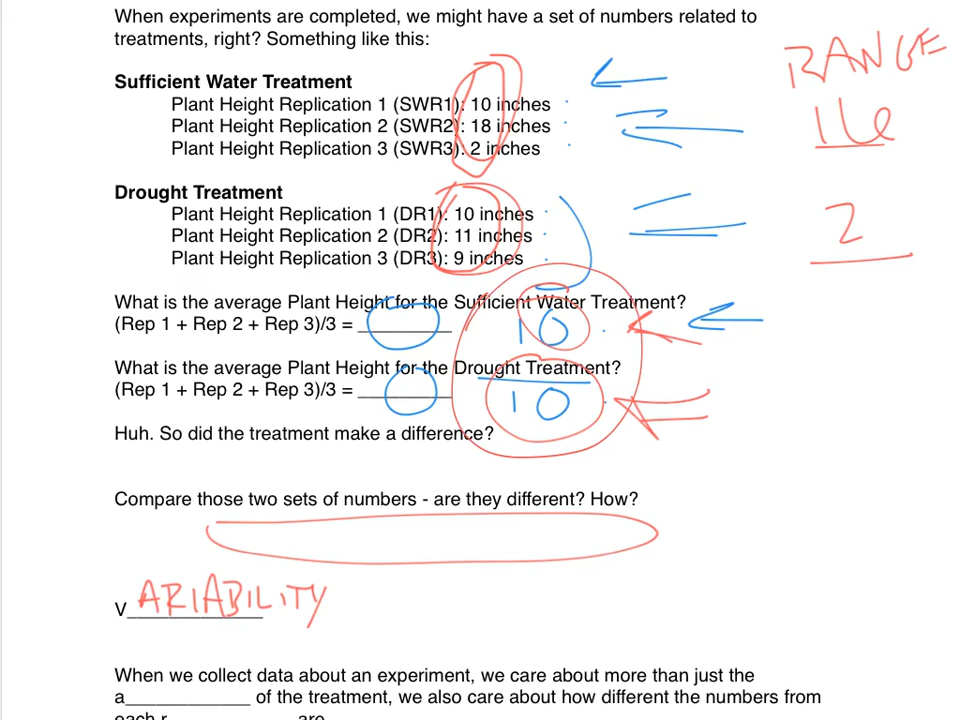 When experiments are completed, we might have a set of numbers related to
treatments, right? Something like this:
RANGE
Sufficient Water Treatment
Plant Height Replication 1 (SWR1): 10 inches
Plant Height Replication 2 (SWR2): 18 inches
16
Plant Height Replication 3 (SWR3): 2 inches
Drought Treatment
Plant Height Replication 1 (DR1): 10 inches
2
Plant Height Replication 2 (DR2): 11 inches
Plant Height Replication 3 (DR3): 9 inches
What is the average Plant Height for the Sufficient Water Treatment?
(Rep 1 + Rep 2 + Rep 3)/3 = __________ 10
What is the average Plant Height for the Drought Treatment?
(Rep 1 + Rep 2 + Rep 3)/3 = __________ 10
Huh. So did the treatment make a difference?
Compare those two sets of numbers - are they different? How?
VARIABILITY
When we collect data about an experiment, we care about more than just the
a____________ of the treatment, we also care about how different the numbers from
each r____________ are